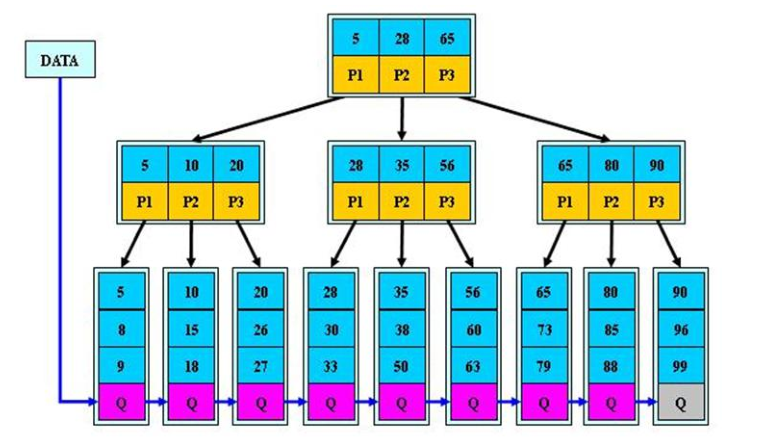 5 28 65
DATA
P1 P2 P3
5 10 20 28 35 56 65 80 90
P1 P2 P3 P1 P2 P3 P1 P2 P3
5 10 20 28 35 56 65 80 90
8 15 26 30 38 60 73 85 96
9 18 27 33 50 63 79 88 99
Q Q Q Q Q Q Q Q Q